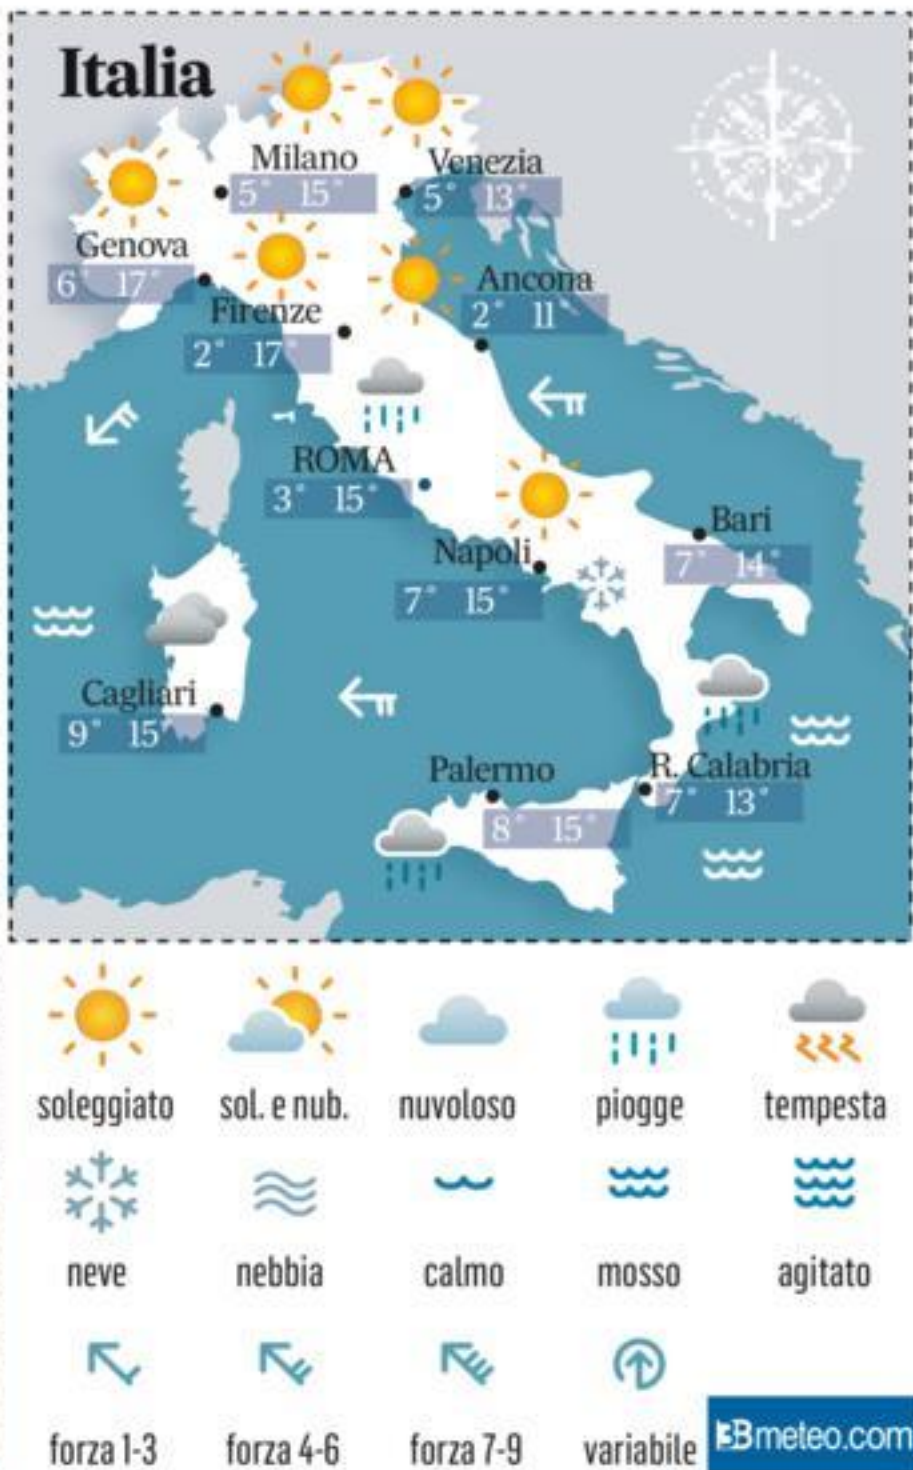 Italia
Milano
5° 15°
Venezia
5° 13°
Genova
6° 17°
Firenze
2° 17°
Ancona
2° 11°
ROMA
3° 15°
Napoli
7° 15°
Bari
7° 14°
Cagliari
9° 15°
Palermo
8° 15°
R. Calabria
7° 13°
soleggiato sol. e nub. nuvoloso piogge tempesta
neve nebbia calmo mosso agitato
forza 1-3 forza 4-6 forza 7-9 variabile
3Bmeteo.com